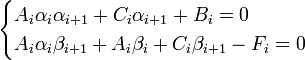 A_i α_i α_{i+1} + C_i α_{i+1} + B_i = 0
A_i α_i β_{i+1} + A_i β_i + C_i β_{i+1} − F_i = 0